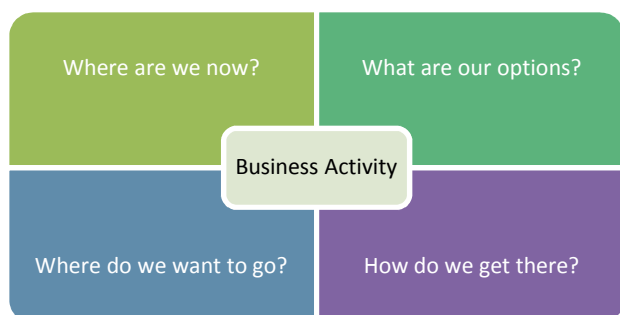 Where are we now?
What are our options?
Business Activity
Where do we want to go?
How do we get there?